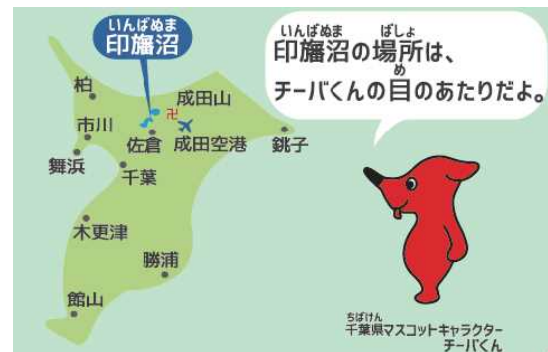 いんばぬま
印旛沼
柏
市川
舞浜
成田山
佐倉
成田空港
銚子
千葉
木更津
勝浦
館山
いんばぬま ばしょ
印旛沼の場所は、
め
チーバくんの目のあたりだよ。
ちばけん
千葉県マスコットキャラクター
チーバくん